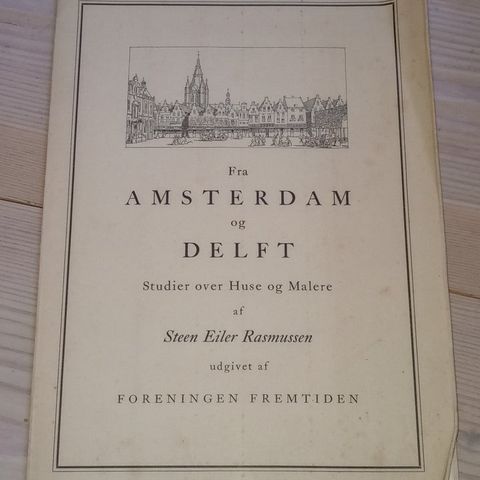 Fra
AMSTERDAM
og
DELFT
Studier over Huse og Malere
af
Steen Eiler Rasmussen
udgivet af
FORENINGEN FREMTIDEN